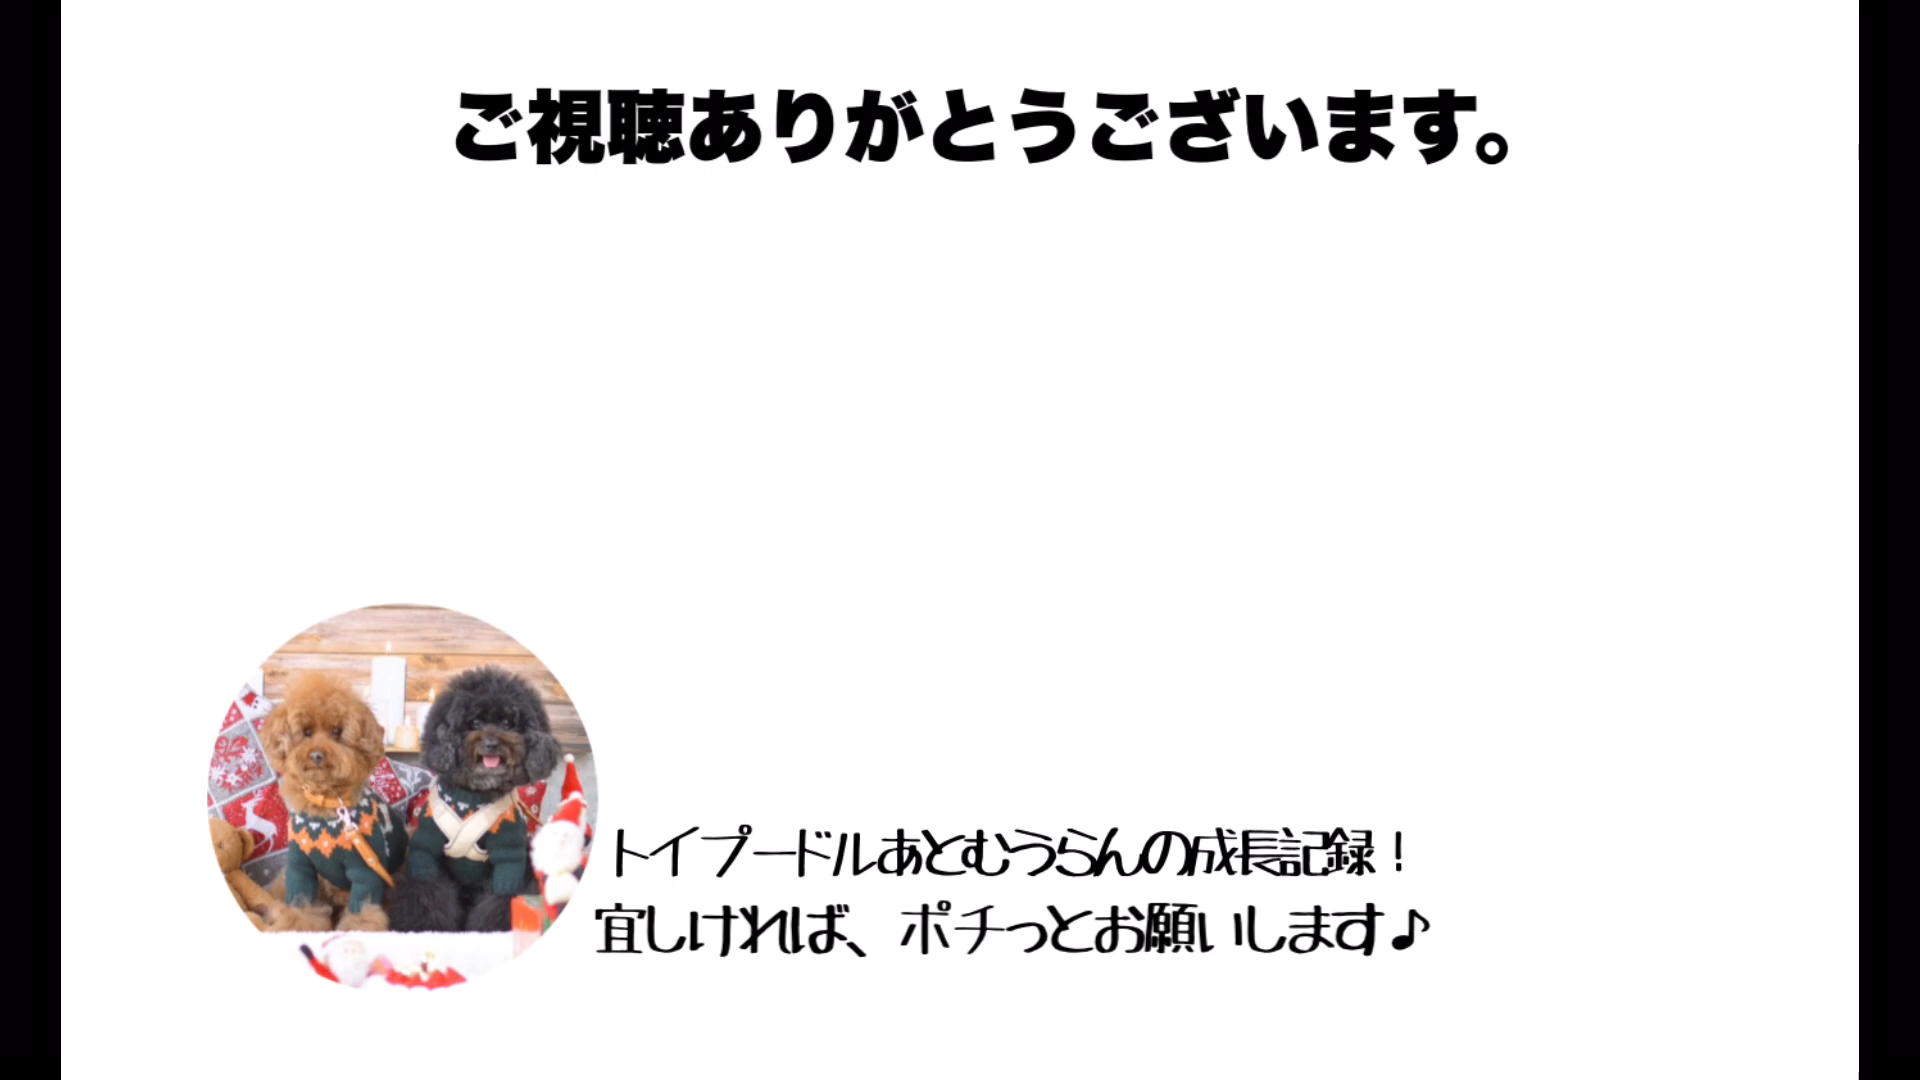 ご視聴ありがとうございます。
トイプードルあとむうらんの成長記録！
宜しければ、ポチっとお願いします♪